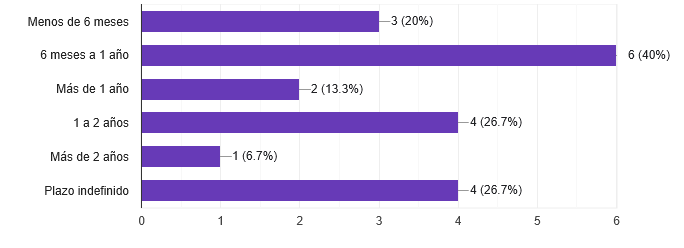 Menos de 6 meses 3 (20%)
6 meses a 1 año 6 (40%)
Más de 1 año 2 (13.3%)
1 a 2 años 4 (26.7%)
Más de 2 años 1 (6.7%)
Plazo indefinido 4 (26.7%)
0 1 2 3 4 5 6